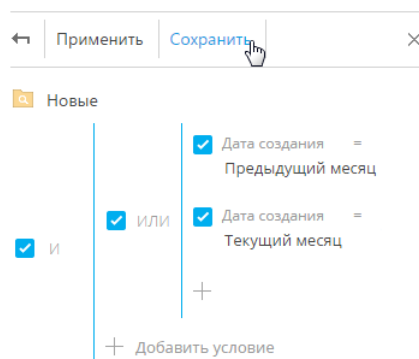 Применить Сохранить
Новые
Дата создания =
Предыдущий месяц
ИЛИ
Дата создания =
Текущий месяц
И
Добавить условие